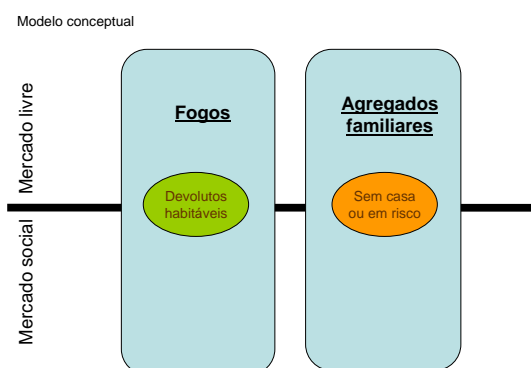 Modelo conceptual
Mercado livre
Fogos
Agregados
familiares
Devolutos
habitáveis
Sem casa
ou em risco
Mercado social